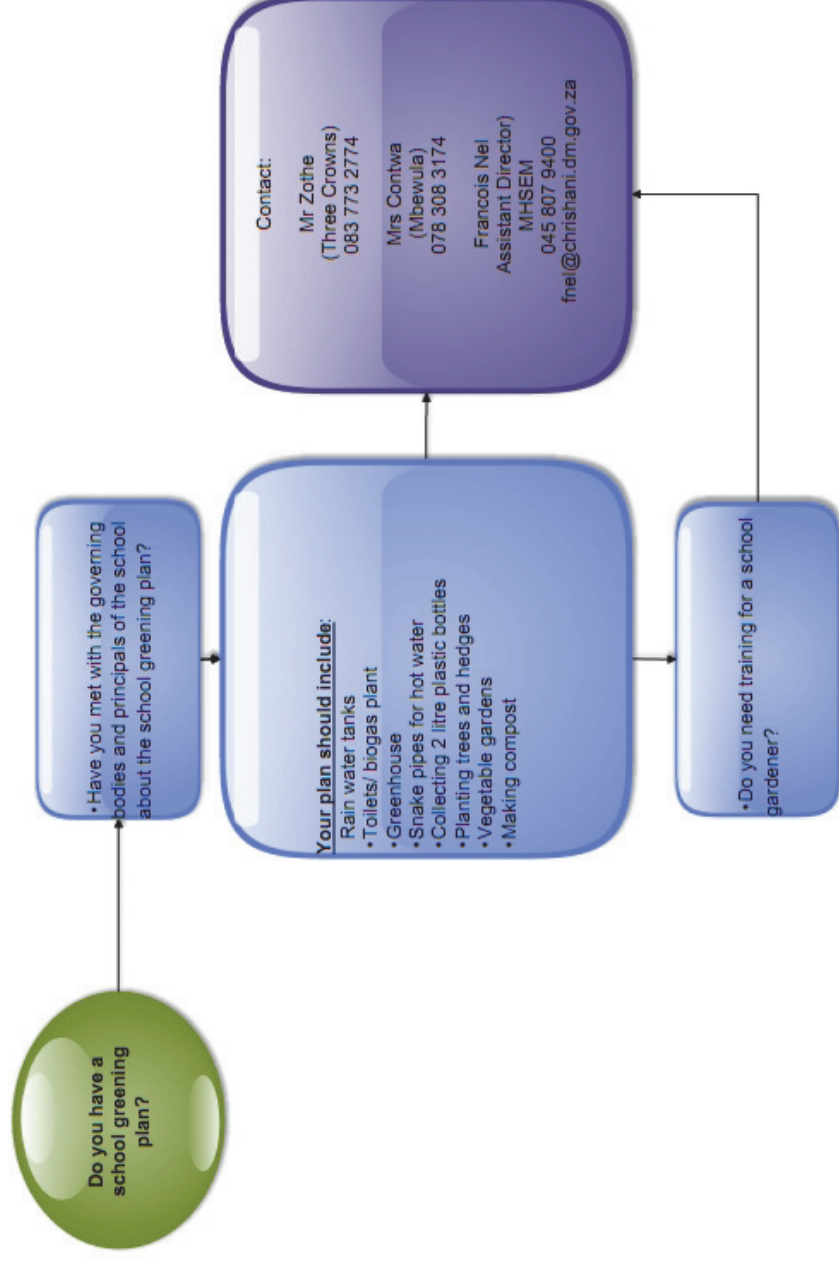 Do you have a
school greening
plan?
• Have you met with the governing
bodies and principals of the school
about the school greening plan?
Your plan should include:
Rain water tanks
• Toilets/ biogas plant
• Greenhouse
• Snake pipes for hot water
• Collecting 2 litre plastic bottles
• Planting trees and hedges
• Vegetable gardens
• Making compost
• Do you need training for a school
gardener?
Contact:
Mr Zothe
(Three Crowns)
083 773 2774
Mrs Contwa
(Mbewula)
078 308 3174
Francois Nel
Assistant Director)
MHSEM
045 807 9400
fnel@chrishani.dm.gov.za